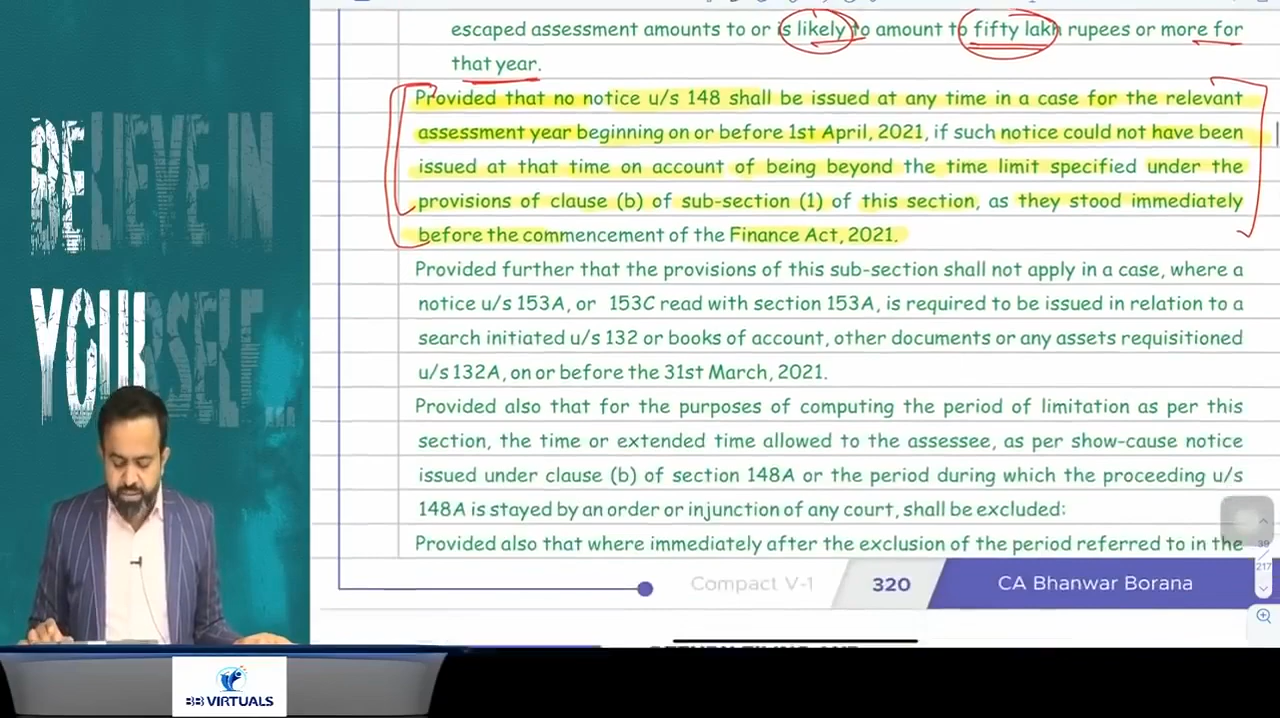 escaped assessment amounts to or is likely to amount to fifty lakh rupees or more for
that year.
Provided that no notice u/s 148 shall be issued at any time in a case for the relevant
assessment year beginning on or before 1st April, 2021, if such notice could not have been
issued at that time on account of being beyond the time limit specified under the
provisions of clause (b) of sub-section (1) of this section, as they stood immediately
before the commencement of the Finance Act, 2021.
Provided further that the provisions of this sub-section shall not apply in a case, where a
notice u/s 153A, or 153C read with section 153A, is required to be issued in relation to a
search initiated u/s 132 or books of account, other documents or any assets requisitioned
u/s 132A, on or before the 31st March, 2021.
Provided also that for the purposes of computing the period of limitation as per this
section, the time or extended time allowed to the assessee, as per show-cause notice
issued under clause (b) of section 148A or the period during which the proceeding u/s
148A is stayed by an order or injunction of any court, shall be excluded:
Provided also that where immediately after the exclusion of the period referred to in the
Compact V-1
320
CA Bhanwar Borana
39
217
BELIEVE IN
YOURSELF...
BB VIRTUALS